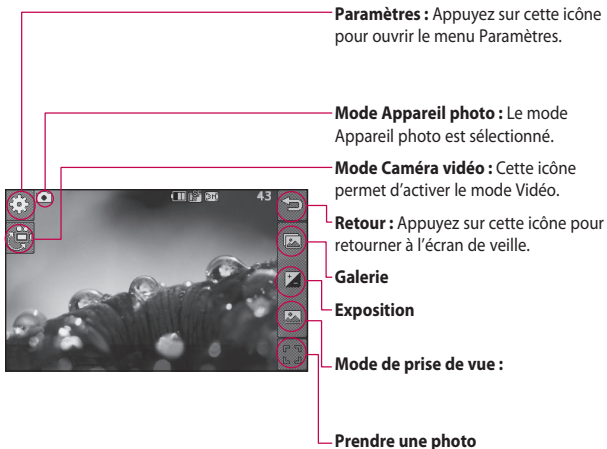 Paramètres : Appuyez sur cette icône
pour ouvrir le menu Paramètres.
Mode Appareil photo : Le mode
Appareil photo est sélectionné.
Mode Caméra vidéo : Cette icône
permet d'activer le mode Vidéo.
43
Retour : Appuyez sur cette icône pour
retourner à l'écran de veille.
Galerie
Exposition
Mode de prise de vue :
Prendre une photo